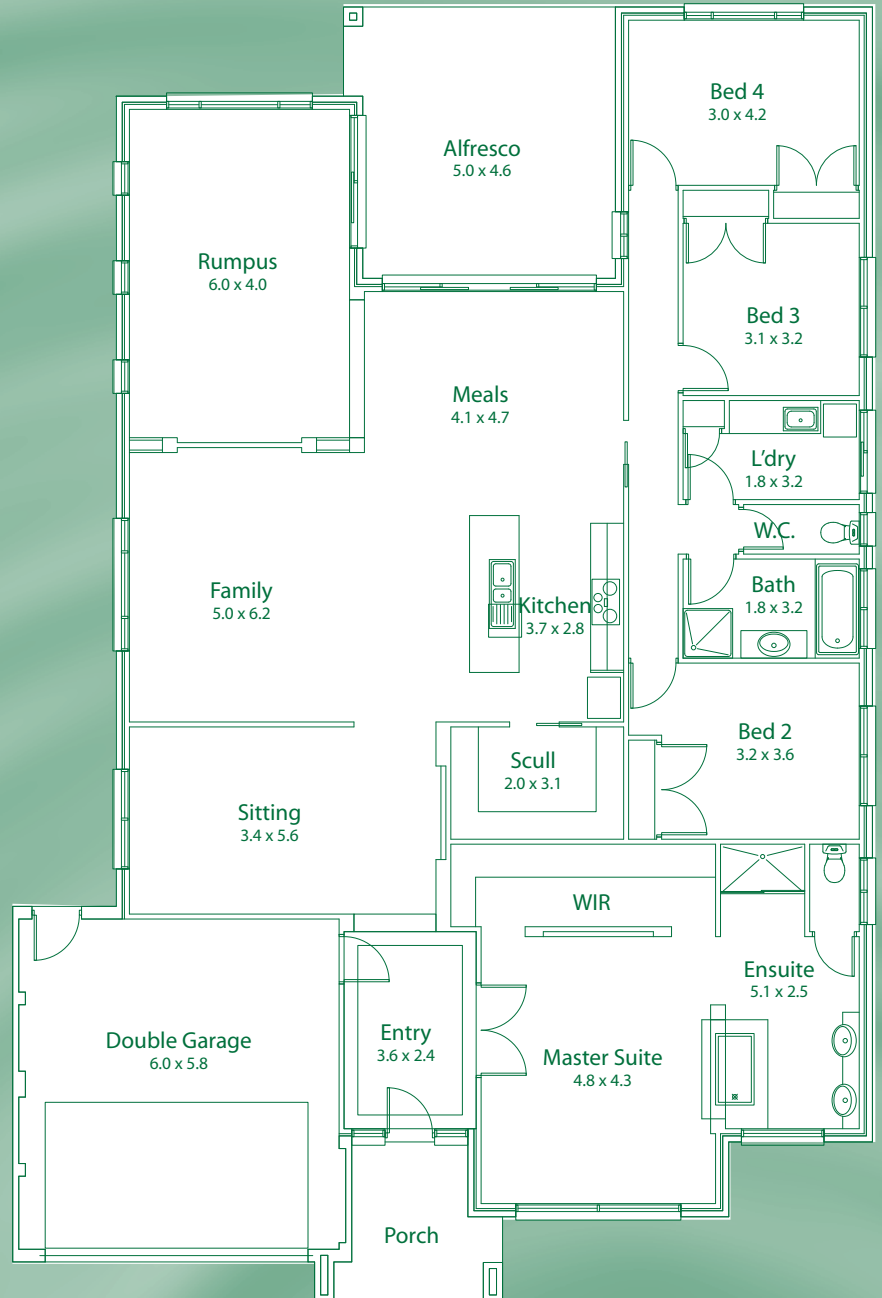 Bed 4
3.0 x 4.2
Alfresco
5.0 x 4.6
Rumpus
6.0 x 4.0
Bed 3
3.1 x 3.2
Meals
4.1 x 4.7
L'dry
1.8 x 3.2
W.C.
Family
5.0 x 6.2
Kitchen
3.7 x 2.8
Bath
1.8 x 3.2
Bed 2
3.2 x 3.6
Scull
2.0 x 3.1
Sitting
3.4 x 5.6
WIR
Ensuite
5.1 x 2.5
Double Garage
6.0 x 5.8
Entry
3.6 x 2.4
Master Suite
4.8 x 4.3
Porch